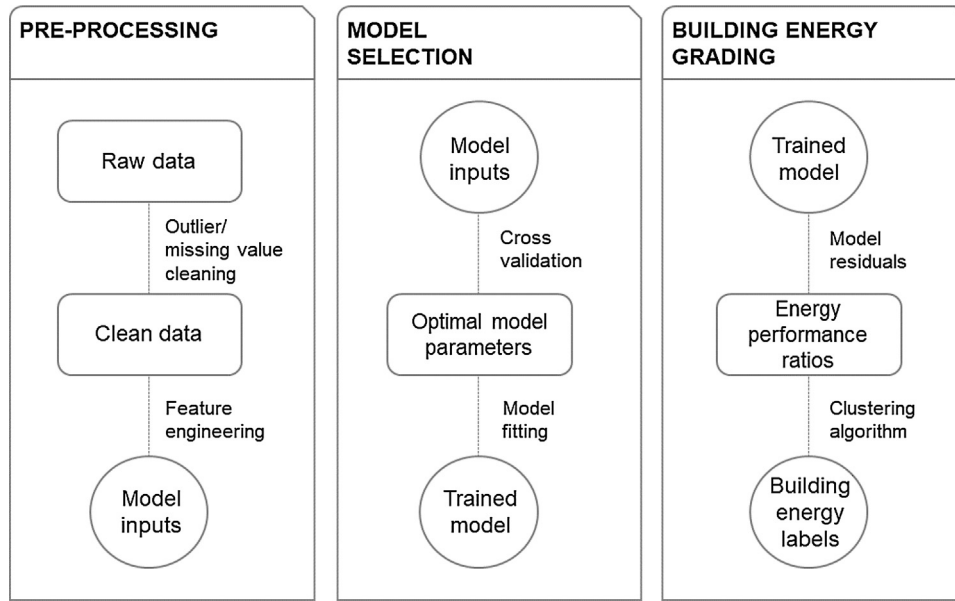 PRE-PROCESSING
Raw data
Outlier/
missing value
cleaning
Clean data
Feature
engineering
Model
inputs
MODEL
SELECTION
Model
inputs
Cross
validation
Optimal model
parameters
Model
fitting
Trained
model
BUILDING ENERGY
GRADING
Trained
model
Model
residuals
Energy
performance
ratios
Clustering
algorithm
Building
energy
labels